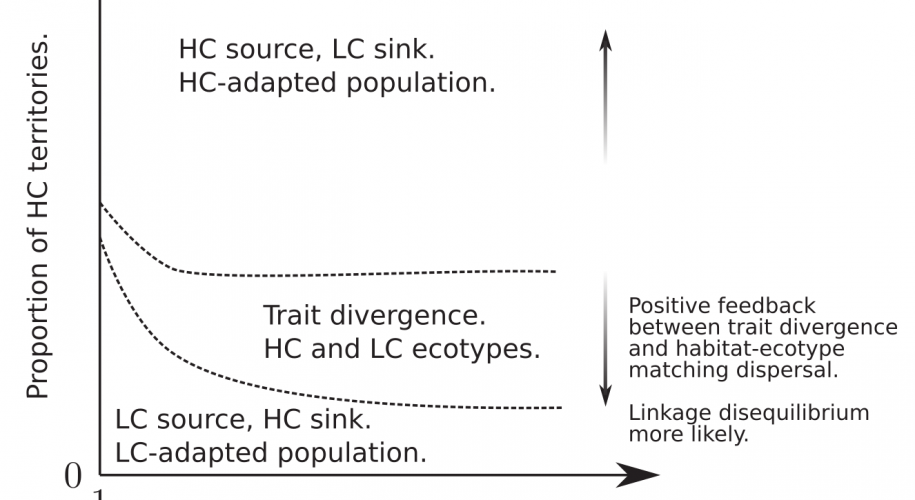 Proportion of HC territories.
HC source, LC sink.
HC-adapted population.
Trait divergence.
HC and LC ecotypes.
LC source, HC sink.
LC-adapted population.
Positive feedback
between trait divergence
and habitat-ecotype
matching dispersal.
Linkage disequilibrium
more likely.
0
1